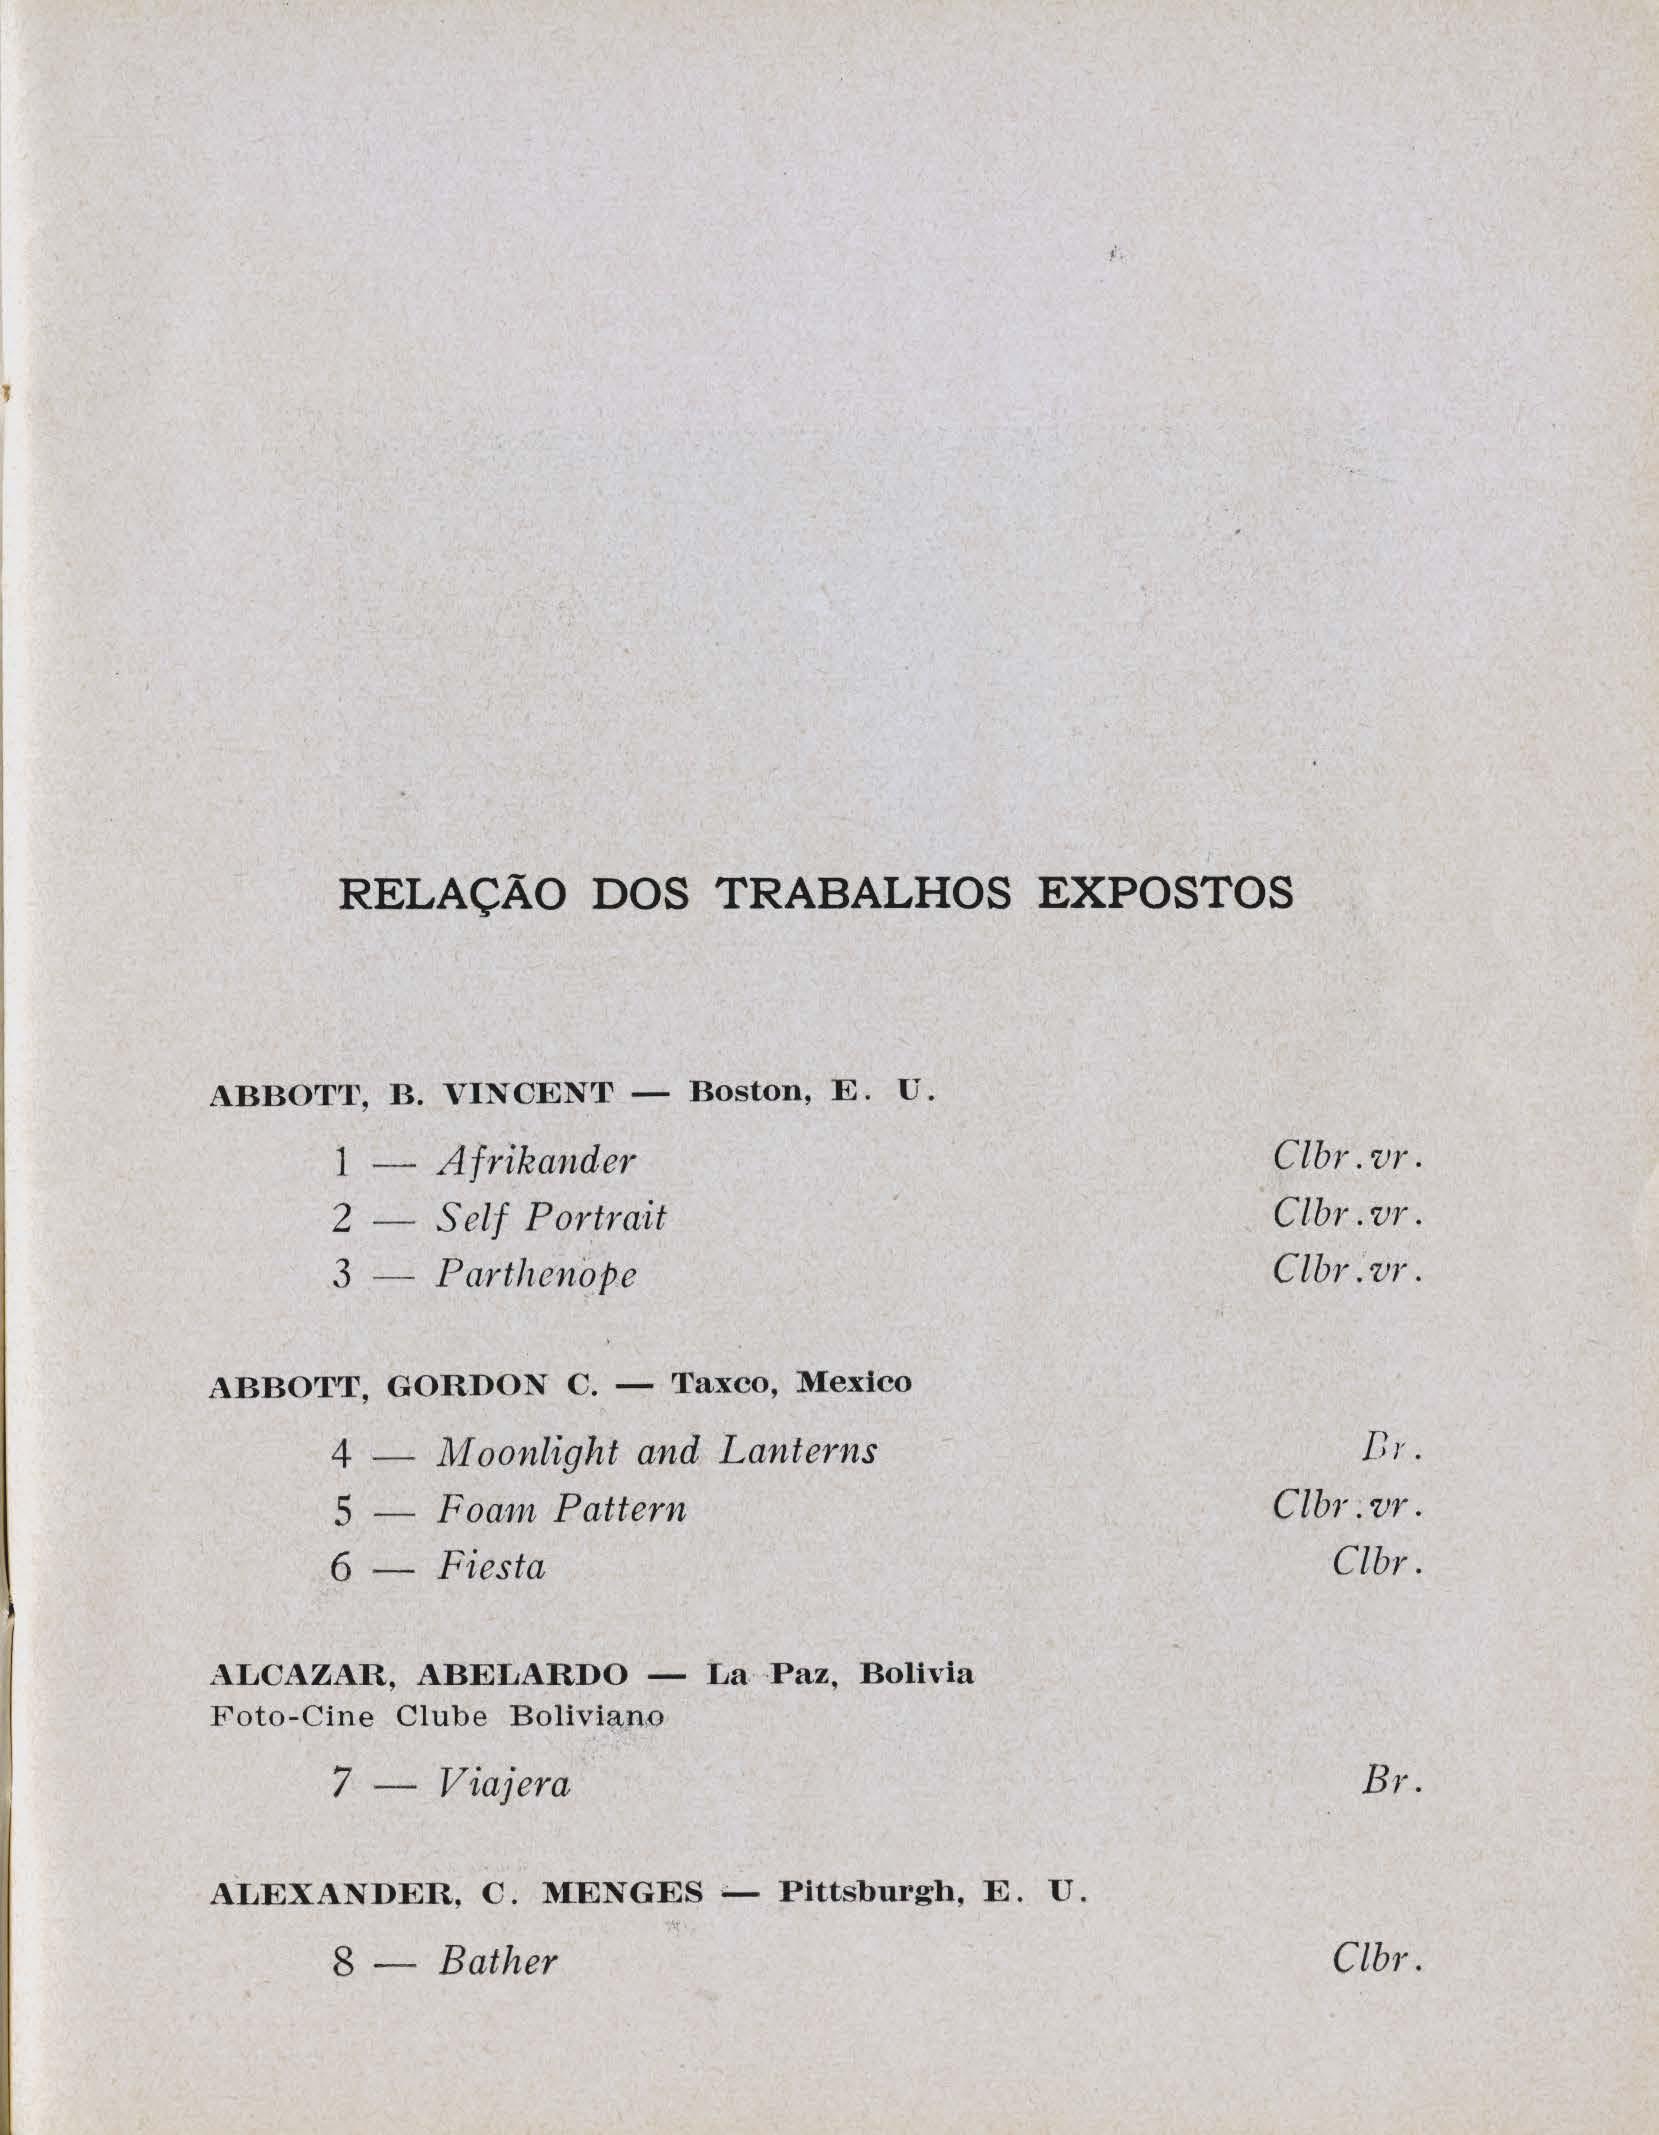 RELAÇÃO DOS TRABALHOS EXPOSTOS
ABBOTT, B. VINCENT — Boston, E. U.
1 — Afrikander Clbr.vr.
2 — Self Portrait Clbr.vr.
3 — Parthenope Clbr.vr.
ABBOTT, GORDON C. — Taxco, Mexico
4 — Moonlight and Lanterns Br.
5 — Foam Pattern Clbr.vr.
6 — Fiesta Clbr.
ALCAZAR, ABELARDO — La Paz, Bolivia
Foto-Cine Clube Boliviano
7 — Viajera Br.
ALEXANDER, C. MENGES — Pittsburgh, E. U.
8 — Bather Clbr.